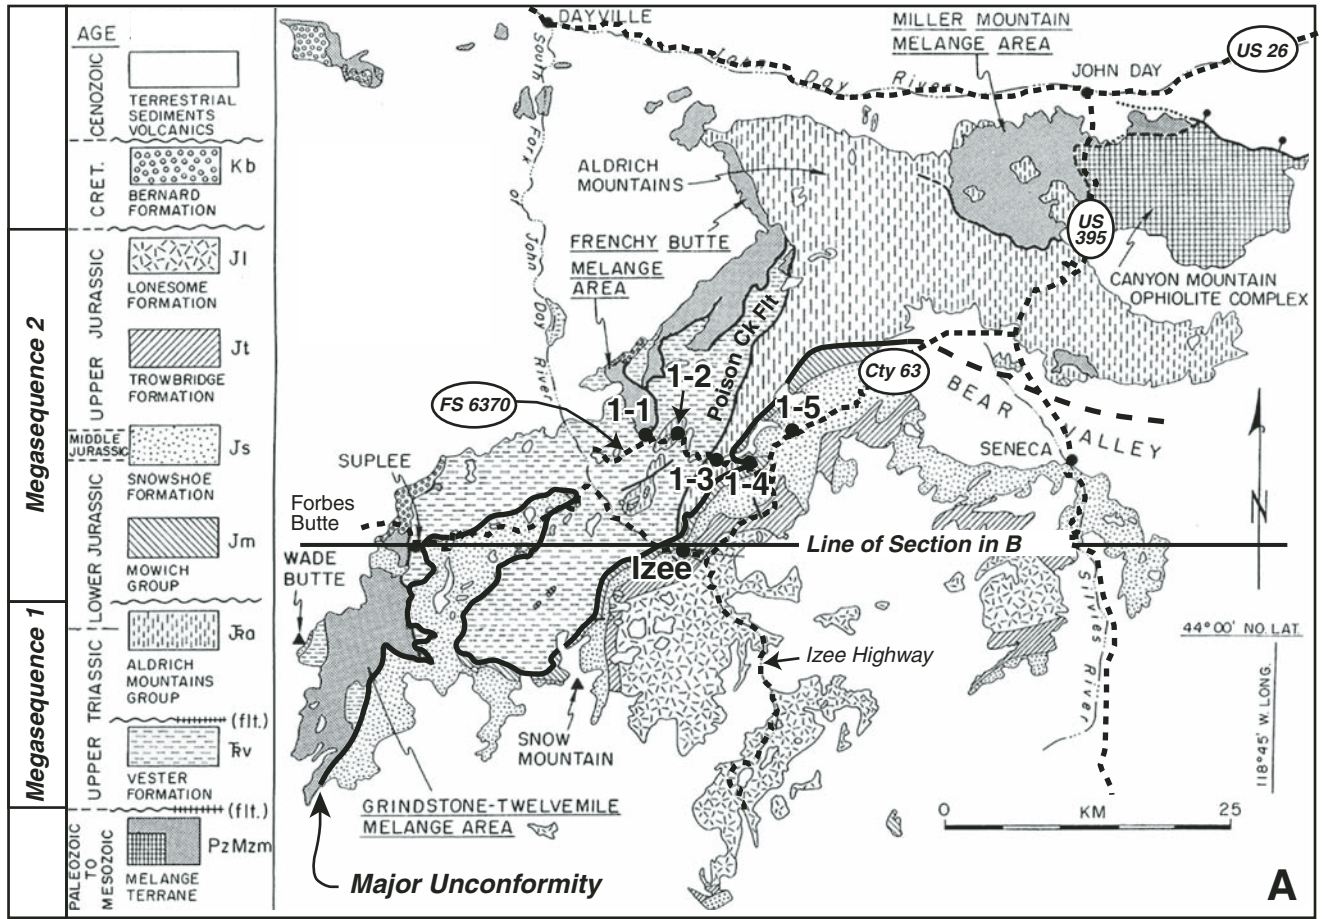 AGE
CENOZOIC
TERRESTRIAL
SEDIMENTS
VOLCANICS
CRET.
Kb
BERNARD
FORMATION
Megasequence 2
UPPER JURASSIC
Jl
LONESOME
FORMATION
Jt
TROWBRIDGE
FORMATION
MIDDLE
JURASSIC
Js
SNOWSHOE
FORMATION
LOWER JURASSIC
Jm
MOWICH
GROUP
Megasequence 1
UPPER TRIASSIC
JTRa
ALDRICH
MOUNTAINS
GROUP
(flt.)
TRv
VESTER
FORMATION
(flt.)
PALEOZOIC
TO
MESOZOIC
PzMzm
MELANGE
TERRANE
DAYVILLE
MILLER MOUNTAIN
MELANGE AREA
US 26
John Day River
JOHN DAY
South Fork of John Day River
ALDRICH
MOUNTAINS
US
395
FRENCHY BUTTE
MELANGE
AREA
CANYON MOUNTAIN
OPHIOLITE COMPLEX
Poison Ck Flt
1-2
Cty 63
FS 6370
1-1
1-5
BEAR
VALLEY
SENECA
SUPLEE
1-3
1-4
N
Forbes
Butte
Line of Section in B
WADE
BUTTE
Izee
Silvies River
44°00' NO. LAT.
Izee Highway
118°45' W. LONG.
SNOW
MOUNTAIN
GRINDSTONE-TWELVEMILE
MELANGE AREA
0
KM
25
Major Unconformity
A